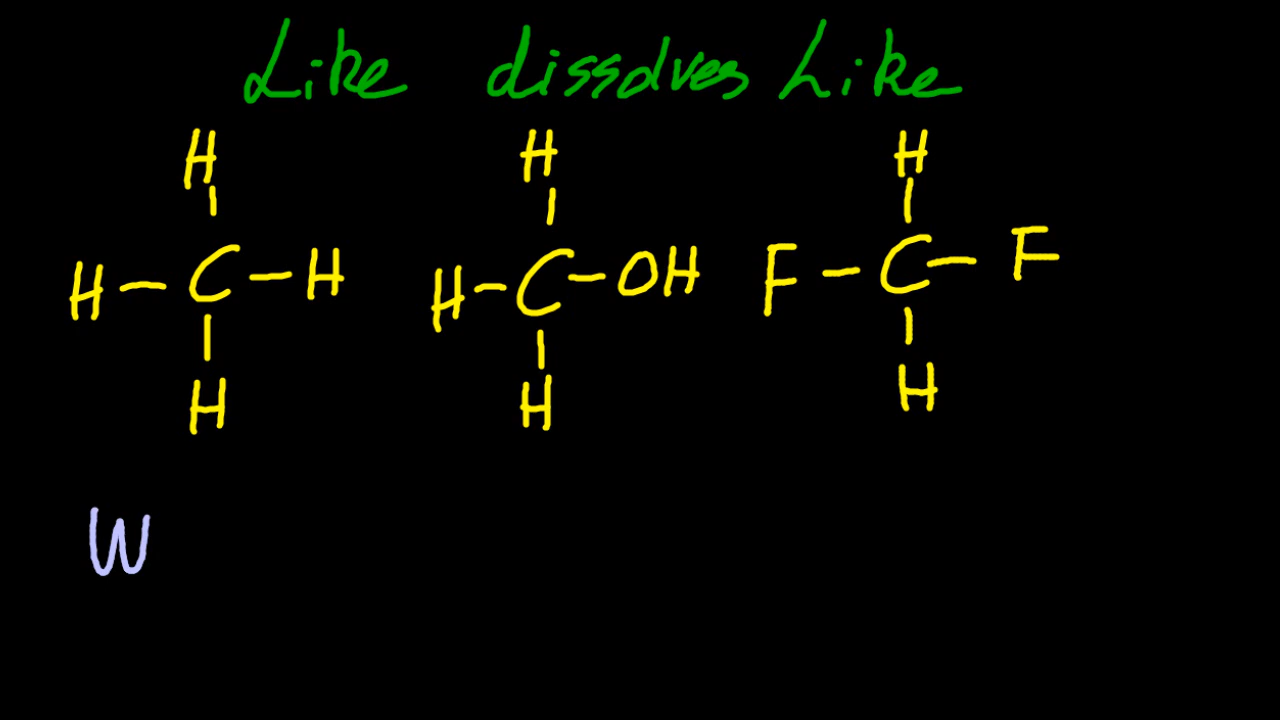 Like dissolves Like
H H H
H-C-H H-C-OH F-C-F
H H H
W